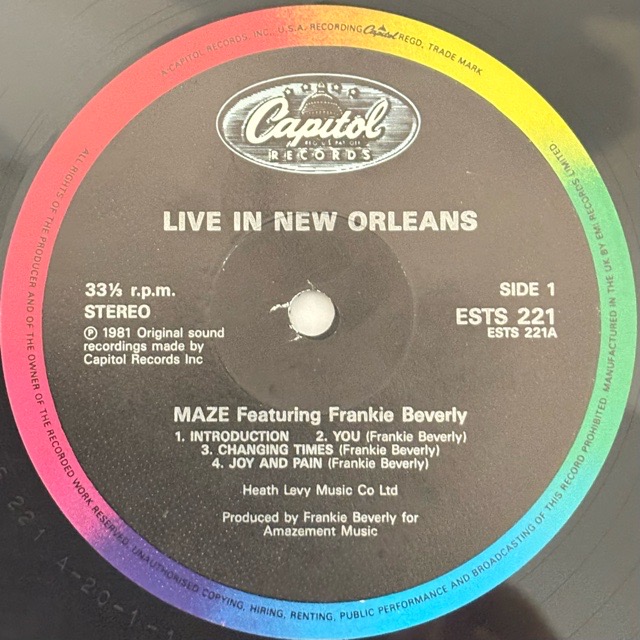 A CAPITOL RECORDS, INC., U.S.A. RECORDING Capitol REGD. TRADE MARK
Capitol
RECORDS
LIVE IN NEW ORLEANS
33⅓ r.p.m.
STEREO
℗ 1981 Original sound
recordings made by
Capitol Records Inc
SIDE 1
ESTS 221
ESTS 221A
MAZE Featuring Frankie Beverly
1. INTRODUCTION 2. YOU (Frankie Beverly)
3. CHANGING TIMES (Frankie Beverly)
4. JOY AND PAIN (Frankie Beverly)
Heath Levy Music Co Ltd
Produced by Frankie Beverly for
Amazement Music
ALL RIGHTS OF THE PRODUCER AND OF THE OWNER OF THE RECORDED WORK RESERVED. UNAUTHORISED COPYING, HIRING, RENTING, PUBLIC PERFORMANCE AND BROADCASTING OF THIS RECORD PROHIBITED. MANUFACTURED IN THE UK BY EMI RECORDS LIMITED
221 A-20-1-1